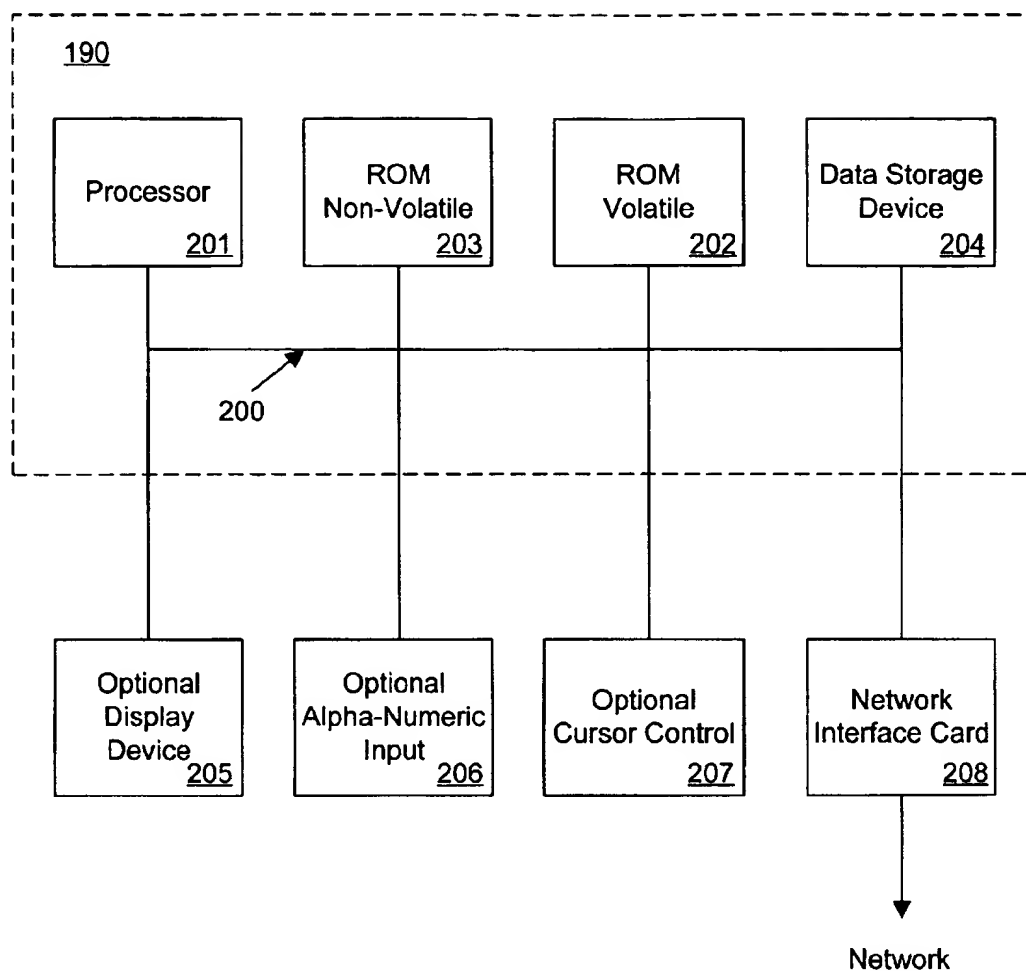 190
Processor
201
ROM
Non-Volatile
203
ROM
Volatile
202
Data Storage
Device
204
200
Optional
Display
Device
205
Optional
Alpha-Numeric
Input
206
Optional
Cursor Control
207
Network
Interface Card
208
Network